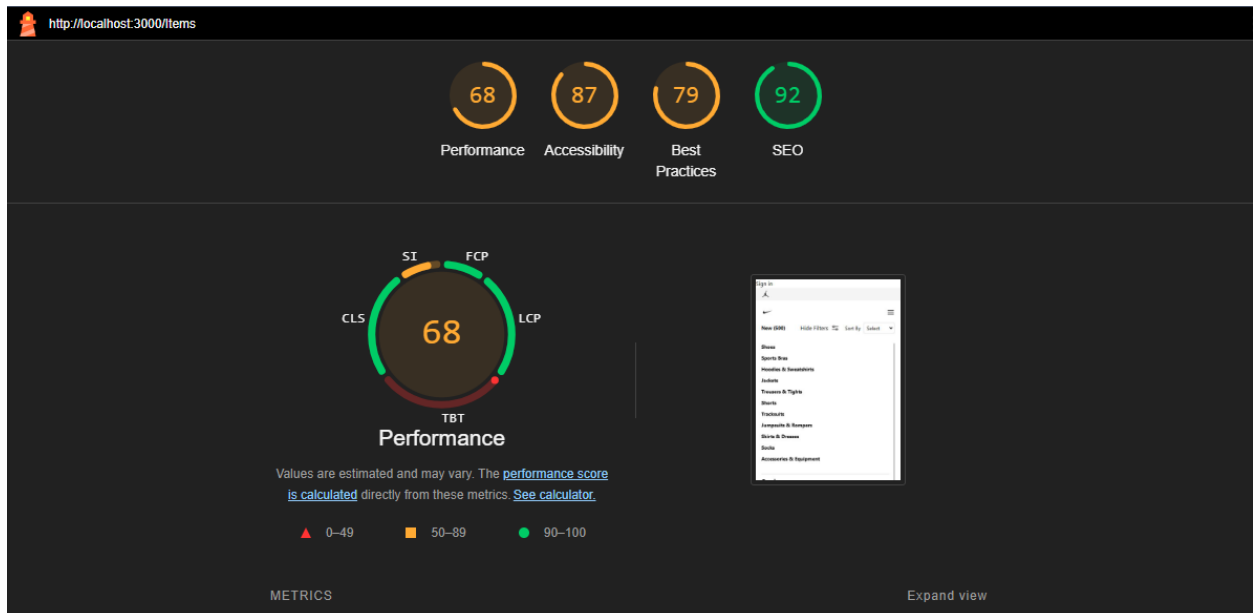 http://localhost:3000/Items
68
87
79
92
Performance
Accessibility
Best
Practices
SEO
SI
FCP
CLS
LCP
68
TBT
Performance
Values are estimated and may vary. The performance score
is calculated directly from these metrics. See calculator.
0–49
50–89
90–100
Sign in
New (500)
Hide Filters
Sort By
Select
Shoes
Sports Bras
Hoodies & Sweatshirts
Jackets
Trousers & Tights
Shorts
Tracksuits
Jumpsuits & Rompers
Skirts & Dresses
Socks
Accessories & Equipment
METRICS
Expand view